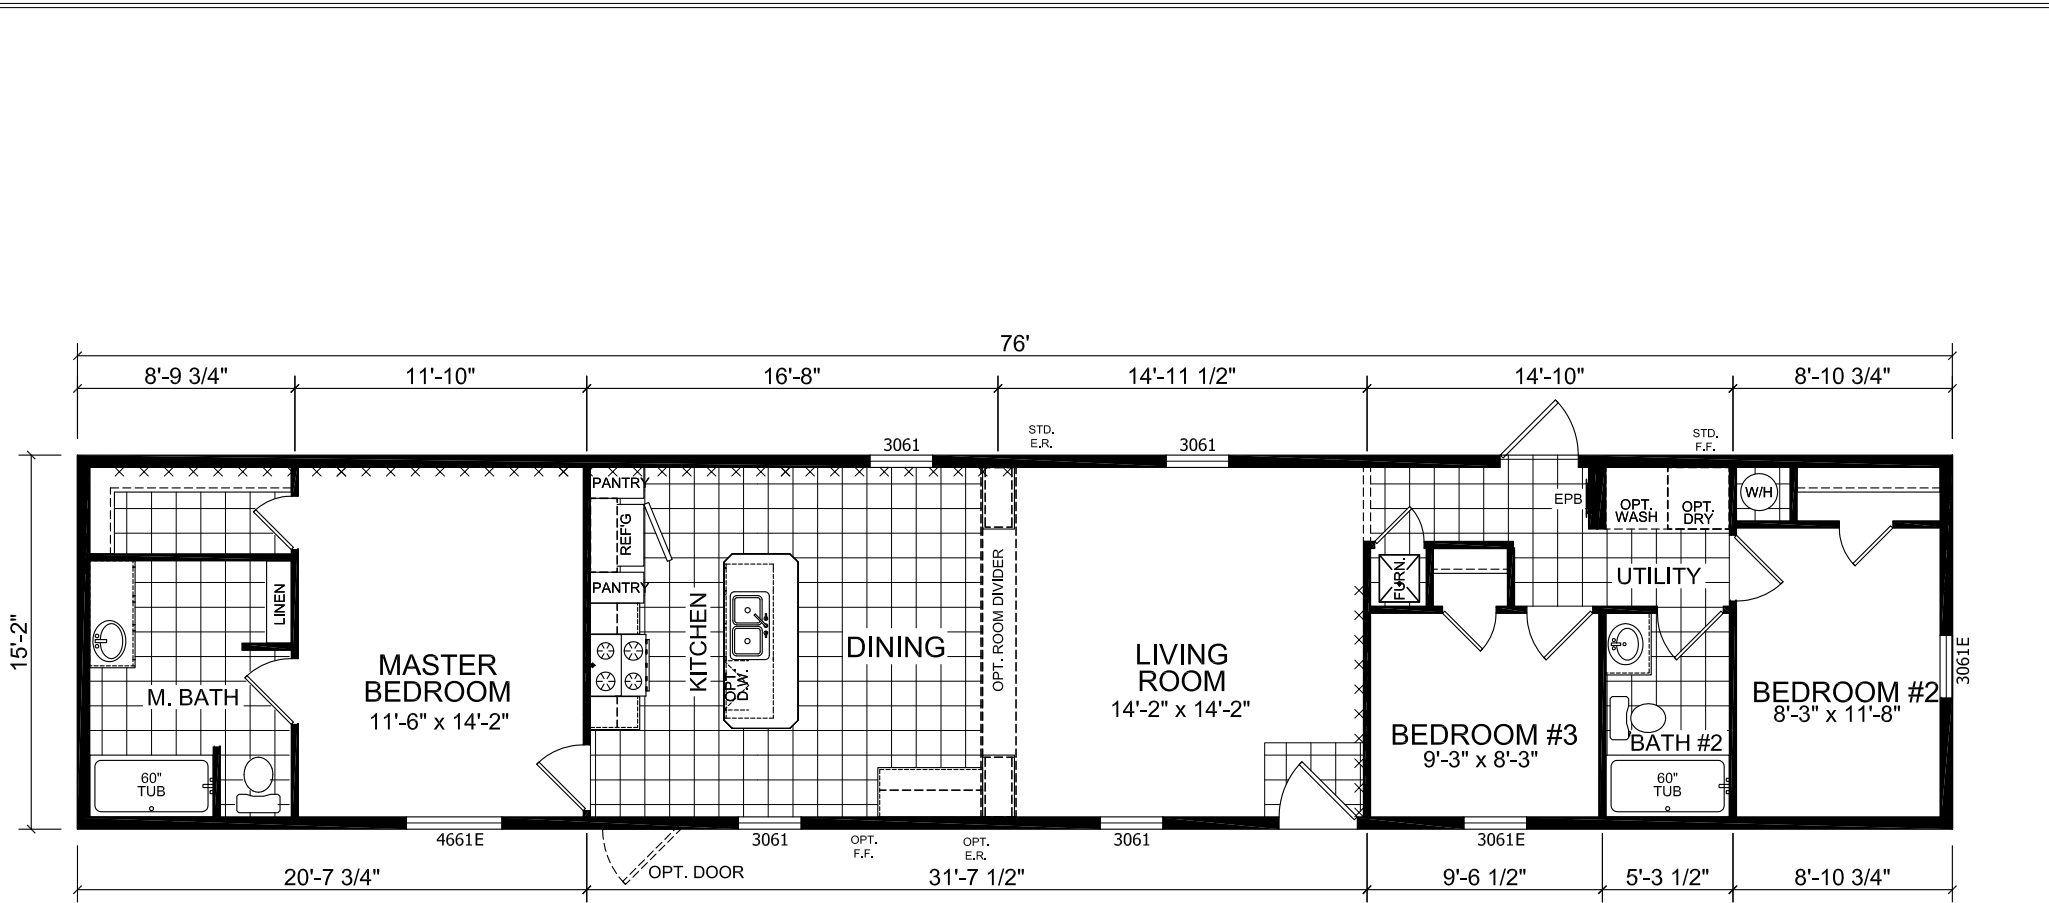 76'
8'-9 3/4"
11'-10"
16'-8"
14'-11 1/2"
14'-10"
8'-10 3/4"
STD.
E.R.
STD.
F.F.
3061
3061
15'-2"
PANTRY
REF'G
PANTRY
KITCHEN
OPT.
D.W.
DINING
OPT. ROOM DIVIDER
LINEN
M. BATH
60"
TUB
MASTER
BEDROOM
11'-6" x 14'-2"
LIVING
ROOM
14'-2" x 14'-2"
EPB
OPT.
WASH
OPT.
DRY
W/H
FURN.
UTILITY
BEDROOM #3
9'-3" x 8'-3"
BATH #2
60"
TUB
BEDROOM #2
8'-3" x 11'-8"
3061E
4661E
3061
OPT.
F.F.
OPT.
E.R.
3061
3061E
OPT. DOOR
20'-7 3/4"
31'-7 1/2"
9'-6 1/2"
5'-3 1/2"
8'-10 3/4"